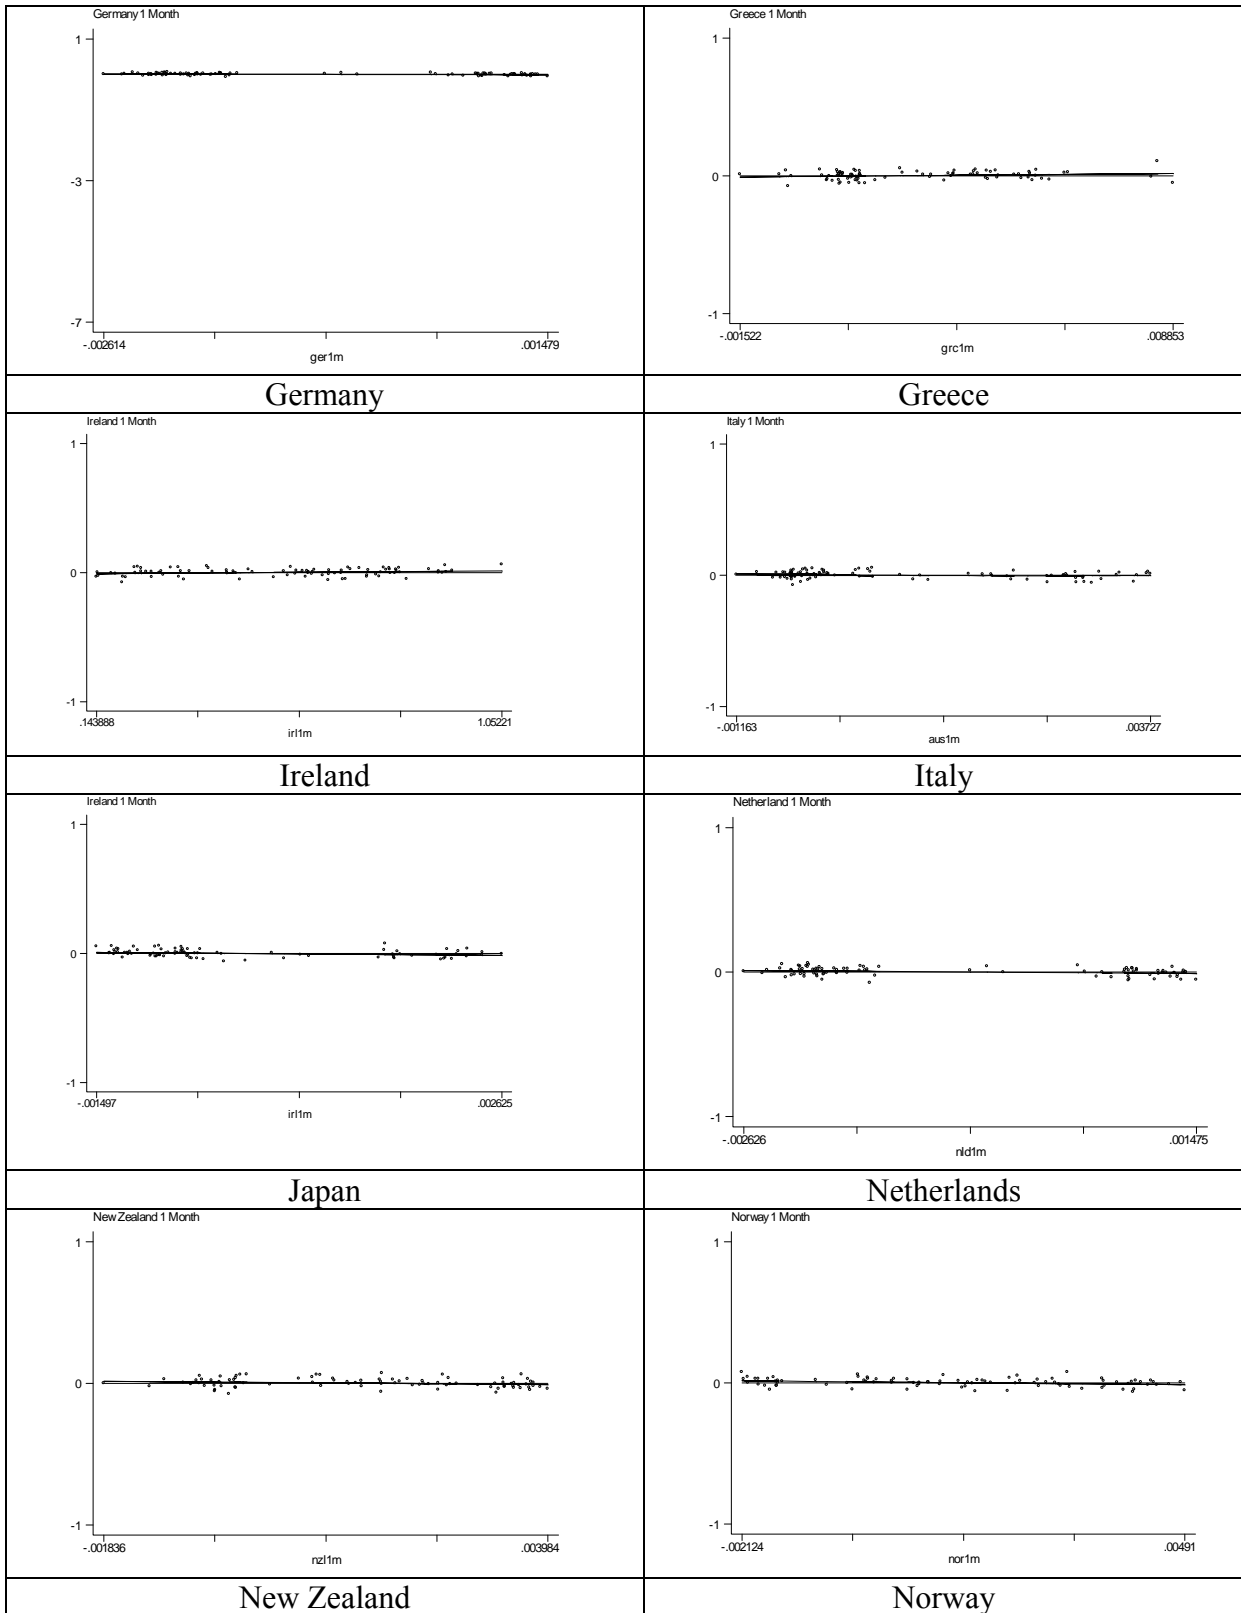 Germany 1 Month
1
-3
-7
-.002614
.001479
ger1m
Germany
Greece 1 Month
1
0
-1
-.001522
.008853
grc1m
Greece
Ireland 1 Month
1
0
-1
.143888
1.05221
irl1m
Ireland
Italy 1 Month
1
0
-1
-.001163
.003727
aus1m
Italy
Ireland 1 Month
1
0
-1
-.001497
.002625
irl1m
Japan
Netherland 1 Month
1
0
-1
-.002626
.001475
nld1m
Netherlands
New Zealand 1 Month
1
0
-1
-.001836
.003984
nzl1m
New Zealand
Norway 1 Month
1
0
-1
-.002124
.00491
nor1m
Norway